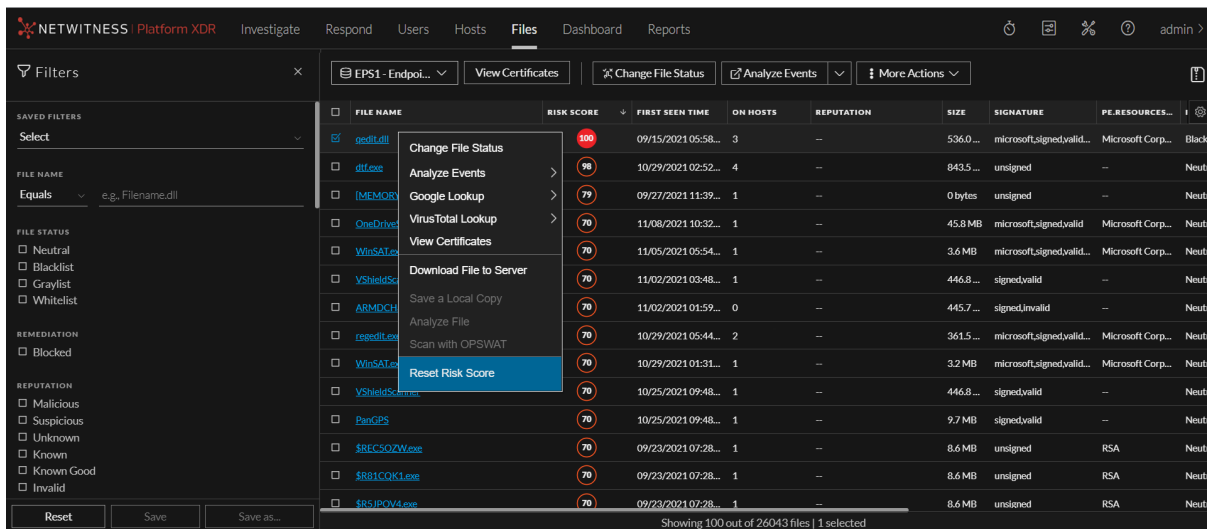 NETWITNESS | Platform XDR Investigate Respond Users Hosts Files Dashboard Reports admin >
Filters × EPS1 - Endpoi... View Certificates Change File Status Analyze Events More Actions
SAVED FILTERS
Select
FILE NAME
Equals e.g., Filename.dll
FILE STATUS
Neutral
Blacklist
Graylist
Whitelist
REMEDIATION
Blocked
REPUTATION
Malicious
Suspicious
Unknown
Known
Known Good
Invalid
Reset Save Save as...
FILE NAME RISK SCORE FIRST SEEN TIME ON HOSTS REPUTATION SIZE SIGNATURE PE.RESOURCES...
qedit.dll 100 09/15/2021 05:58... 3 -- 536.0 ... microsoft,signed,valid... Microsoft Corp... Black
dtf.exe 98 10/29/2021 02:52... 4 -- 843.5 ... unsigned -- Neut
[MEMORY 79 09/27/2021 11:39... 1 -- 0 bytes unsigned -- Neut
OneDriveS 70 11/08/2021 10:32... 1 -- 45.8 MB microsoft,signed,valid Microsoft Corp... Neut
WinSAT.ex 70 11/05/2021 05:54... 1 -- 3.6 MB microsoft,signed,valid... Microsoft Corp... Neut
VShieldSc 70 11/02/2021 03:48... 1 -- 446.8 ... signed,valid -- Neut
ARMDCH 70 11/02/2021 01:59... 0 -- 445.7 ... signed,invalid -- Neut
regedit.ex 70 10/29/2021 05:44... 2 -- 361.5 ... microsoft,signed,valid... Microsoft Corp... Neut
WinSAT.ex 70 10/29/2021 01:31... 1 -- 3.2 MB microsoft,signed,valid... Microsoft Corp... Neut
VShieldScanner 70 10/25/2021 09:48... 1 -- 446.8 ... signed,valid -- Neut
PanGPS 70 10/25/2021 09:48... 1 -- 9.7 MB signed,valid -- Neut
$REC5OZW.exe 70 09/23/2021 07:28... 1 -- 8.6 MB unsigned RSA Neut
$R81CQK1.exe 70 09/23/2021 07:28... 1 -- 8.6 MB unsigned RSA Neut
$R5JPOV4.exe 70 09/23/2021 07:28... 1 -- 8.6 MB unsigned RSA Neut
Change File Status
Analyze Events
Google Lookup
VirusTotal Lookup
View Certificates
Download File to Server
Save a Local Copy
Analyze File
Scan with OPSWAT
Reset Risk Score
Showing 100 out of 26043 files | 1 selected